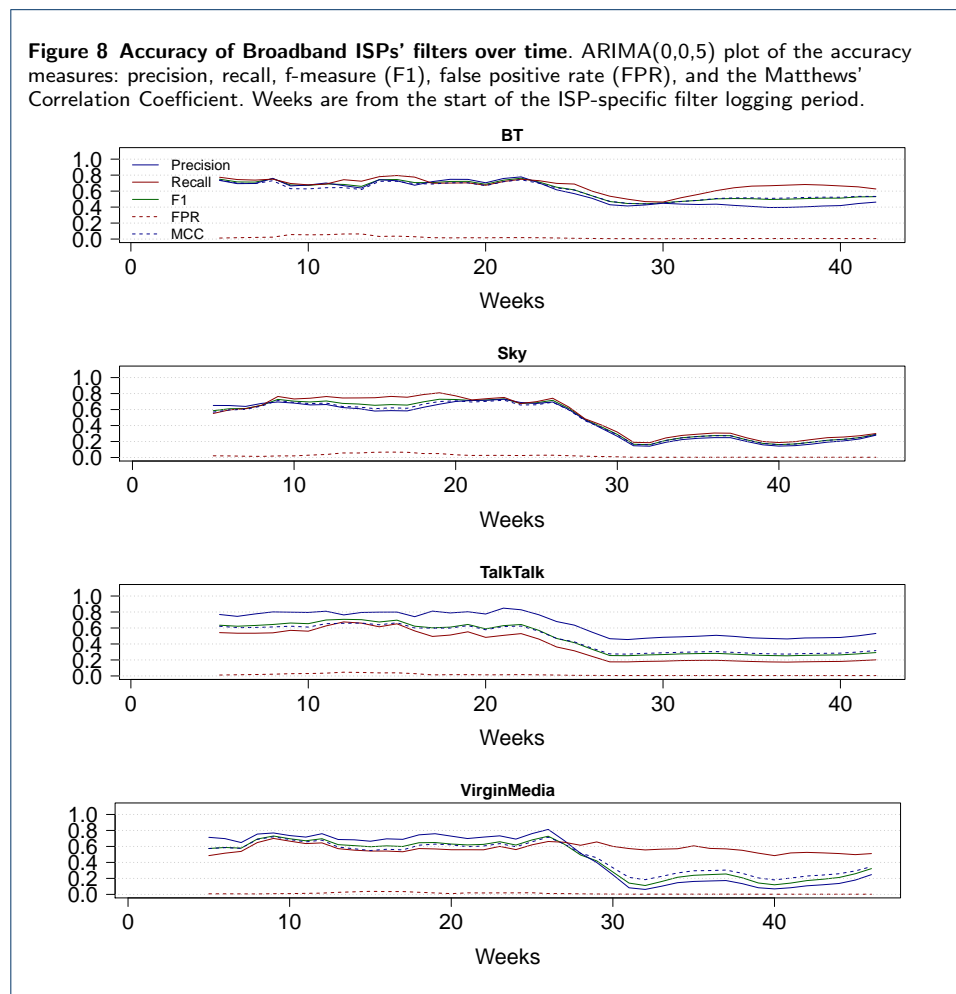 Figure 8 Accuracy of Broadband ISPs' filters over time. ARIMA(0,0,5) plot of the accuracy
measures: precision, recall, f-measure (F1), false positive rate (FPR), and the Matthews'
Correlation Coefficient. Weeks are from the start of the ISP-specific filter logging period.
BT
1.0
0.8
0.6
0.4
0.2
0.0
Precision
Recall
F1
FPR
MCC
0 10 20 30 40
Weeks
Sky
1.0
0.8
0.6
0.4
0.2
0.0
0 10 20 30 40
Weeks
TalkTalk
1.0
0.8
0.6
0.4
0.2
0.0
0 10 20 30 40
Weeks
VirginMedia
1.0
0.8
0.6
0.4
0.2
0.0
0 10 20 30 40
Weeks